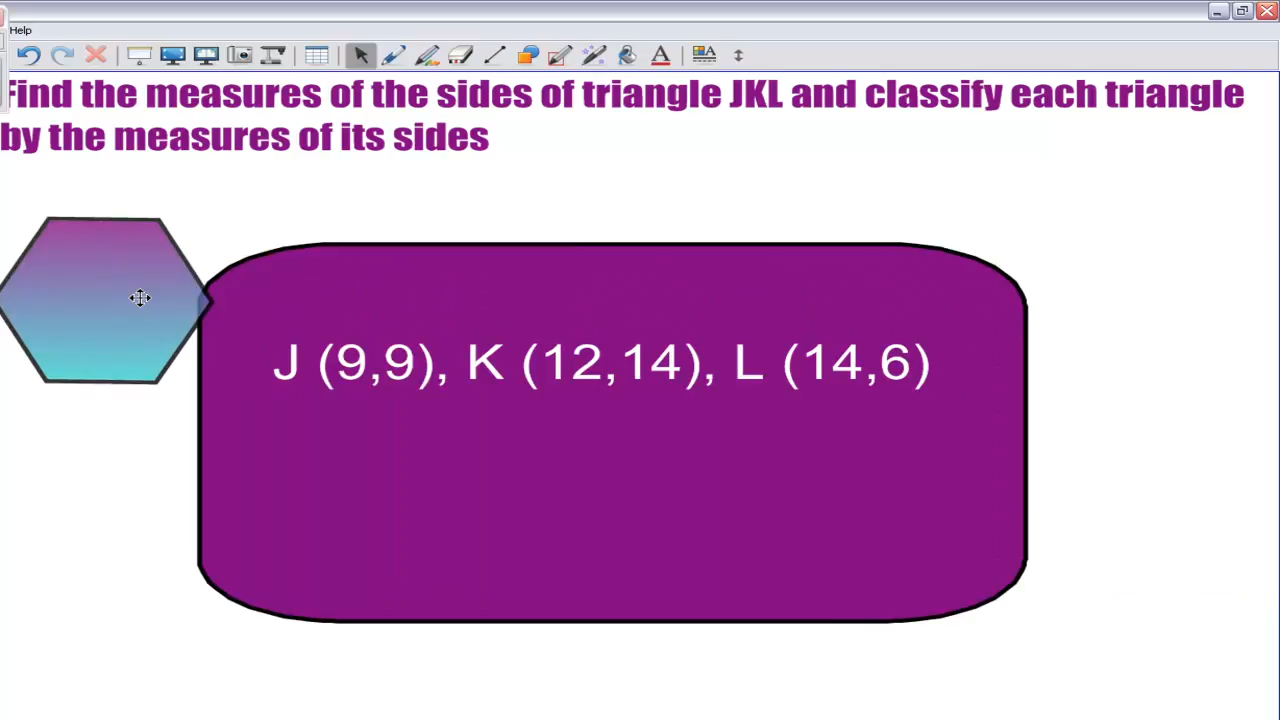 Help
Find the measures of the sides of triangle JKL and classify each triangle
by the measures of its sides
J (9,9), K (12,14), L (14,6)